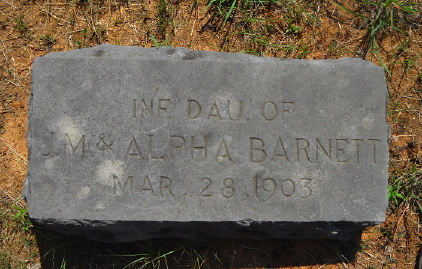 INF. DAU. OF
J.M. & ALPHA BARNETT
MAR. 28, 1903